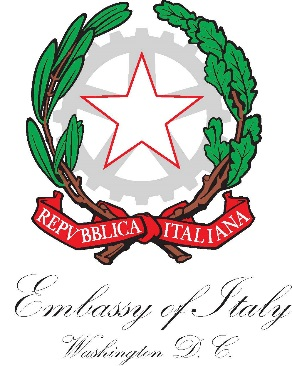 REPVBBLICA ITALIANA
Embassy of Italy
Washington D. C.